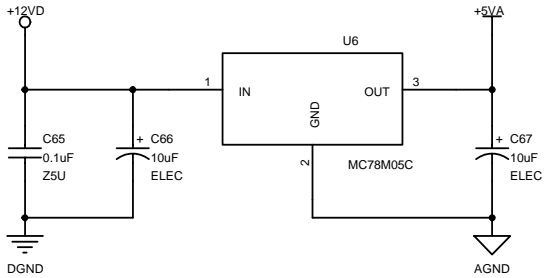 +12VD
+5VA
U6
1
IN
OUT
3
GND
2
MC78M05C
C65
0.1uF
Z5U
+
C66
10uF
ELEC
+
C67
10uF
ELEC
DGND
AGND